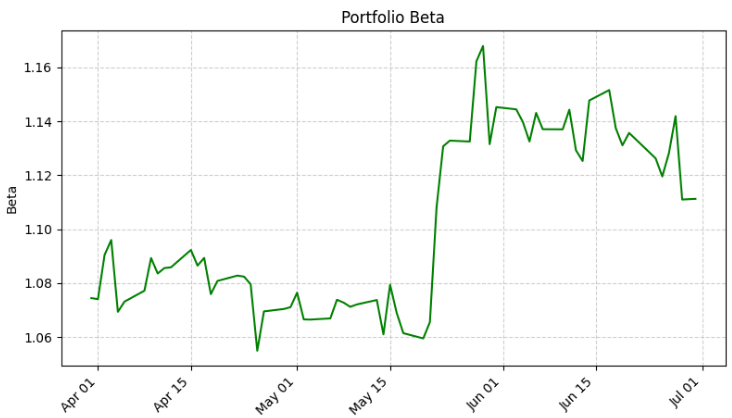 Portfolio Beta
Beta
1.16
1.14
1.12
1.10
1.08
1.06
Apr 01
Apr 15
May 01
May 15
Jun 01
Jun 15
Jul 01